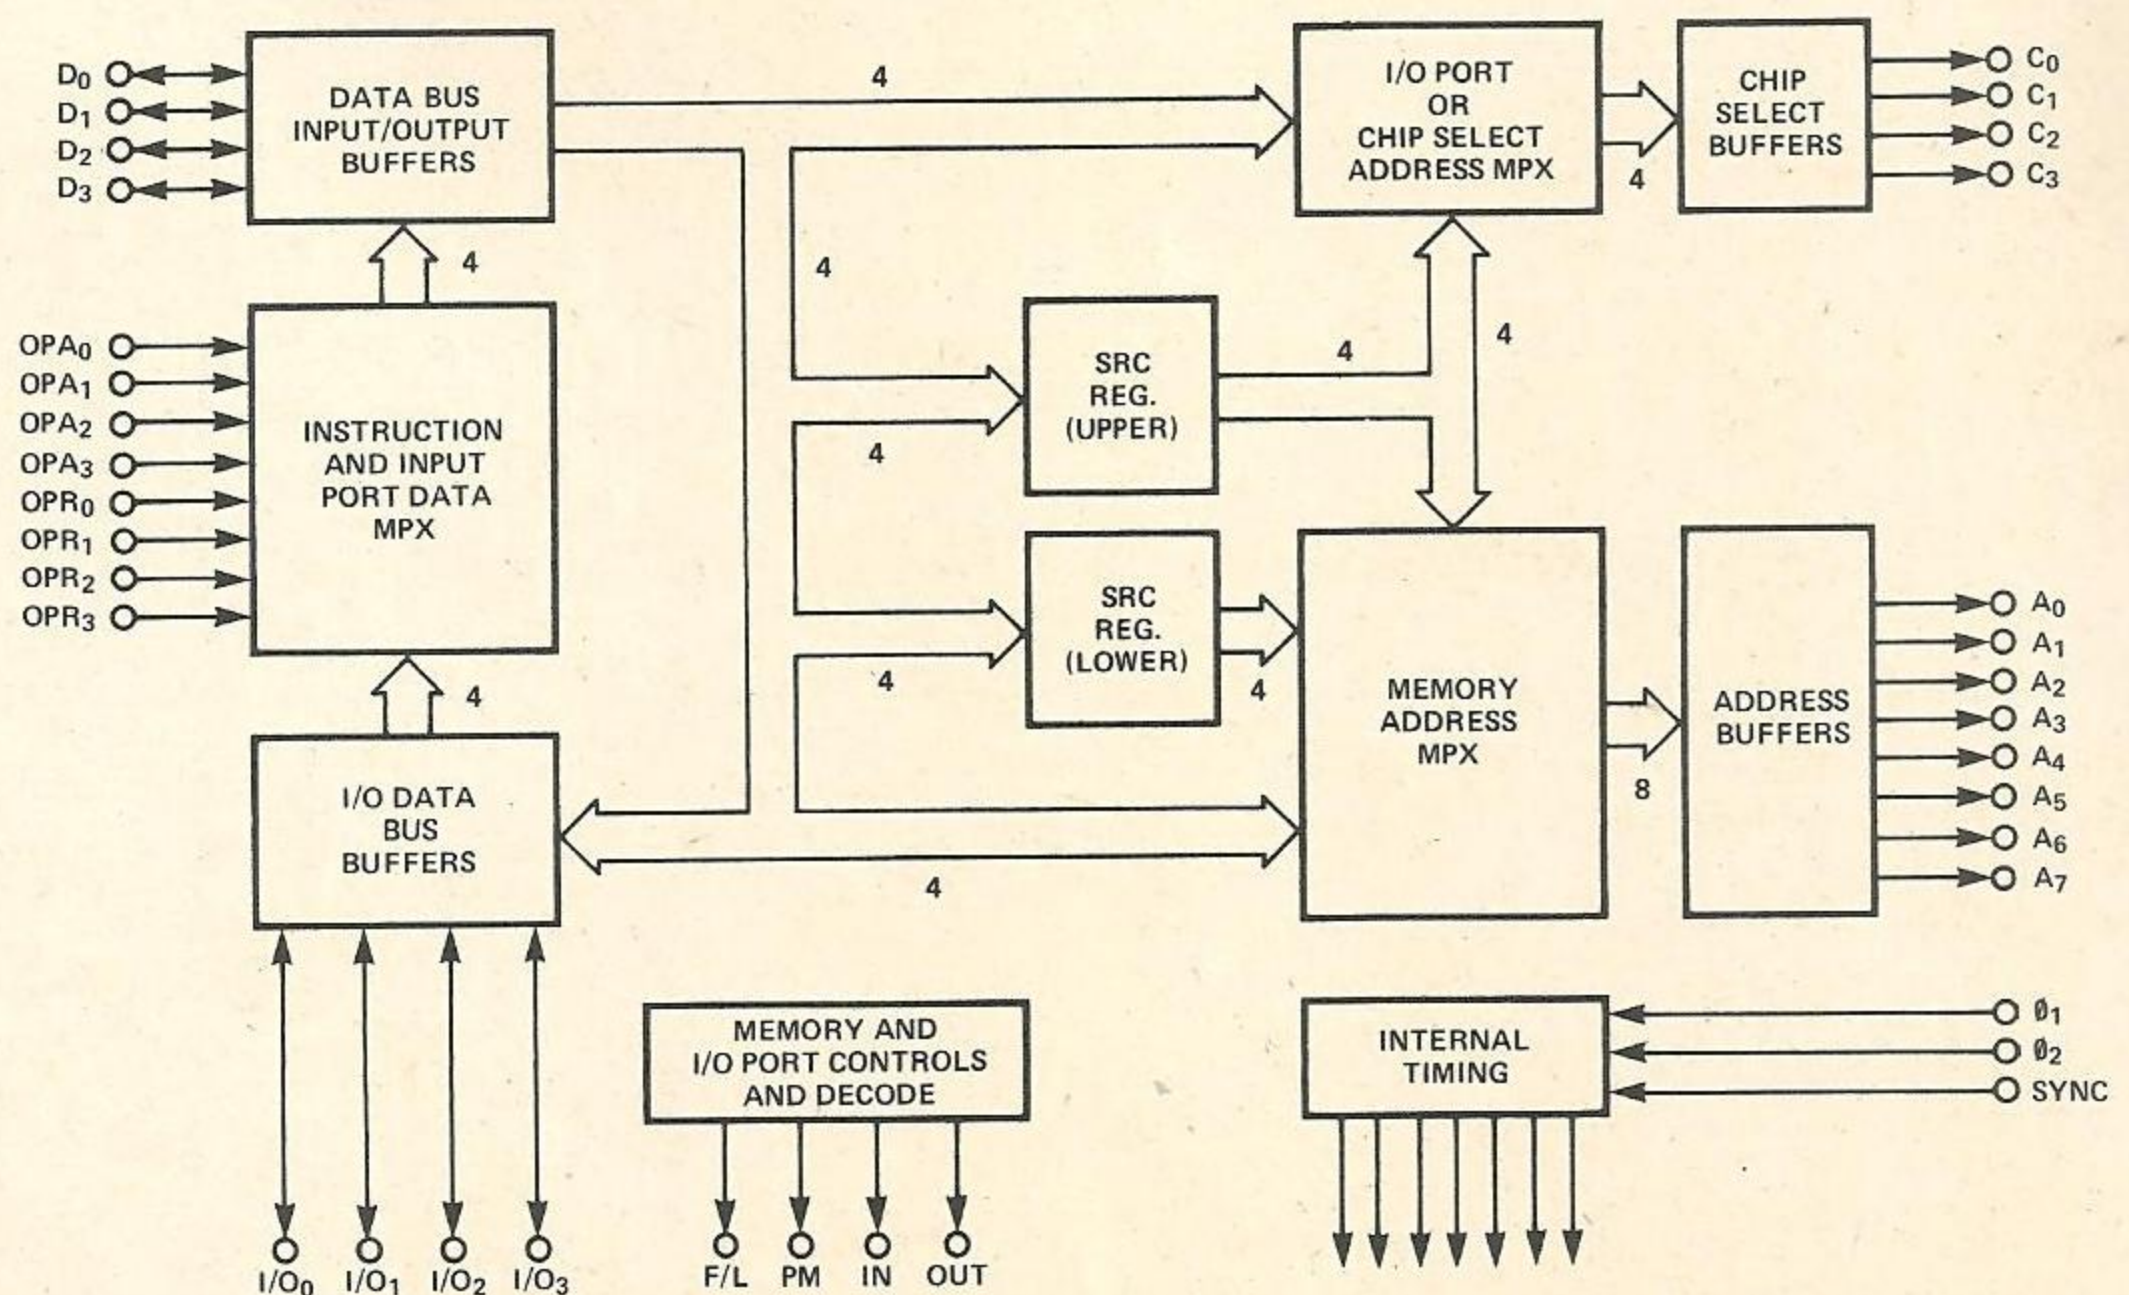 D0
D1
D2
D3
DATA BUS
INPUT/OUTPUT
BUFFERS
4
I/O PORT
OR
CHIP SELECT
ADDRESS MPX
4
CHIP
SELECT
BUFFERS
C0
C1
C2
C3
4
4
OPA0
OPA1
OPA2
OPA3
OPR0
OPR1
OPR2
OPR3
INSTRUCTION
AND INPUT
PORT DATA
MPX
4
SRC
REG.
(UPPER)
4
4
4
SRC
REG.
(LOWER)
4
4
MEMORY
ADDRESS
MPX
8
ADDRESS
BUFFERS
A0
A1
A2
A3
A4
A5
A6
A7
I/O DATA
BUS
BUFFERS
4
I/O0
I/O1
I/O2
I/O3
MEMORY AND
I/O PORT CONTROLS
AND DECODE
F/L
PM
IN
OUT
INTERNAL
TIMING
Ø1
Ø2
SYNC